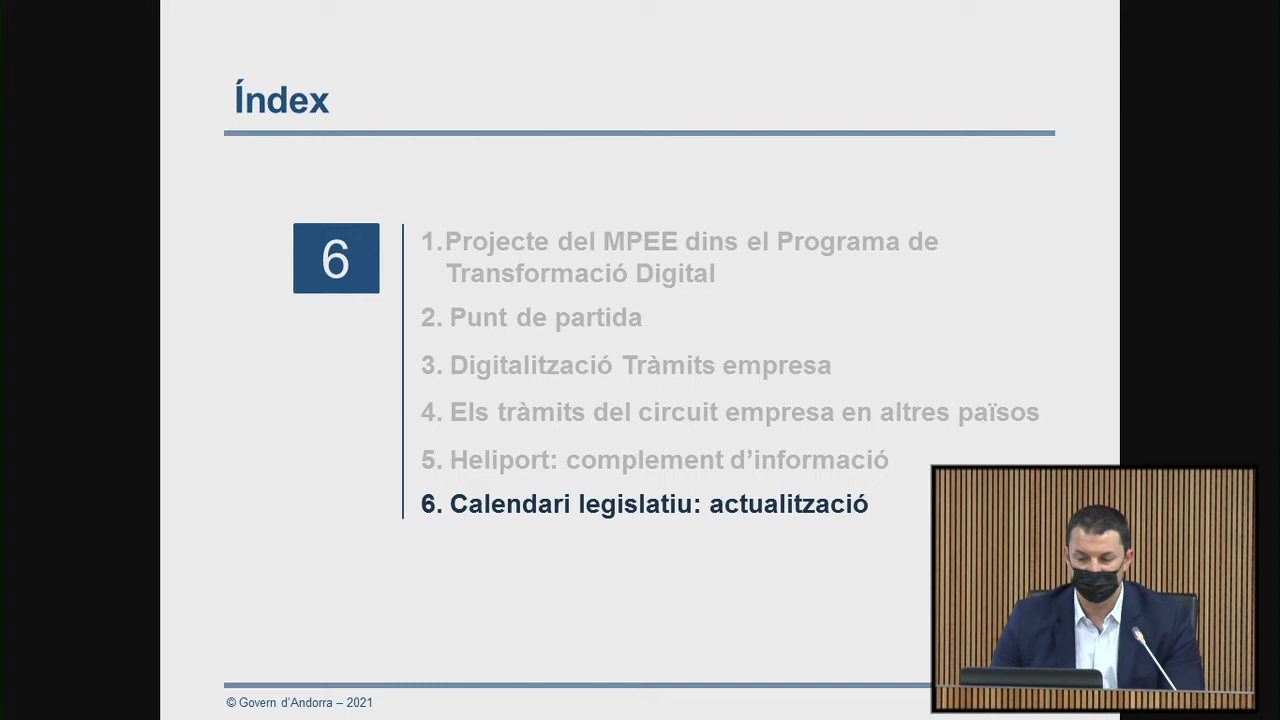 Índex
6
1.Projecte del MPEE dins el Programa de
Transformació Digital
2. Punt de partida
3. Digitalització Tràmits empresa
4. Els tràmits del circuit empresa en altres països
5. Heliport: complement d’informació
6. Calendari legislatiu: actualització
© Govern d’Andorra – 2021